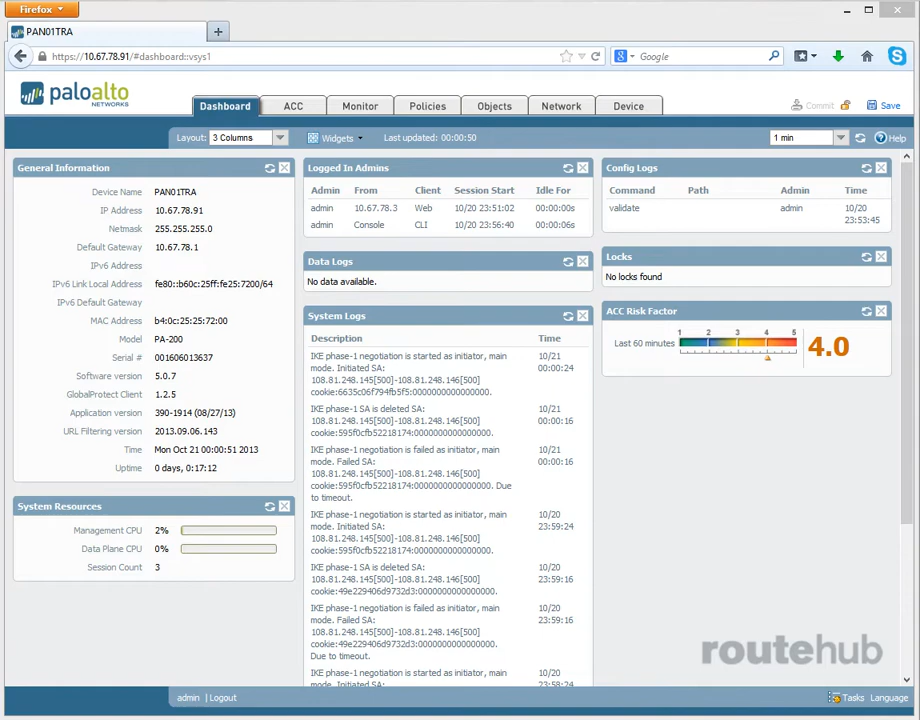 Firefox
PAN01TRA
https://10.67.78.91/#dashboard::vsys1
Google
paloalto
NETWORKS
Dashboard ACC Monitor Policies Objects Network Device
Commit Save
Layout: 3 Columns Widgets Last updated: 00:00:50 1 min Help
General Information
Device Name PAN01TRA
IP Address 10.67.78.91
Netmask 255.255.255.0
Default Gateway 10.67.78.1
IPv6 Address
IPv6 Link Local Address fe80::b60c:25ff:fe25:7200/64
IPv6 Default Gateway
MAC Address b4:0c:25:25:72:00
Model PA-200
Serial # 001606013637
Software version 5.0.7
GlobalProtect Client 1.2.5
Application version 390-1914 (08/27/13)
URL Filtering version 2013.09.06.143
Time Mon Oct 21 00:00:51 2013
Uptime 0 days, 0:17:12
System Resources
Management CPU 2%
Data Plane CPU 0%
Session Count 3
Logged In Admins
Admin From Client Session Start Idle For
admin 10.67.78.3 Web 10/20 23:51:02 00:00:00s
admin Console CLI 10/20 23:56:40 00:00:06s
Data Logs
No data available.
System Logs
Description Time
IKE phase-1 negotiation is started as initiator, main 10/21
mode. Initiated SA: 00:00:24
108.81.248.145[500]-108.81.248.146[500]
cookie:6635c06f794fb5f5:0000000000000000.
IKE phase-1 SA is deleted SA: 10/21
108.81.248.145[500]-108.81.248.146[500] 00:00:16
cookie:595f0cfb52218174:0000000000000000.
IKE phase-1 negotiation is failed as initiator, main 10/21
mode. Failed SA: 00:00:16
108.81.248.145[500]-108.81.248.146[500]
cookie:595f0cfb52218174:0000000000000000. Due
to timeout.
IKE phase-1 negotiation is started as initiator, main 10/20
mode. Initiated SA: 23:59:24
108.81.248.145[500]-108.81.248.146[500]
cookie:595f0cfb52218174:0000000000000000.
IKE phase-1 SA is deleted SA: 10/20
108.81.248.145[500]-108.81.248.146[500] 23:59:16
cookie:49e229406d9732d3:0000000000000000.
IKE phase-1 negotiation is failed as initiator, main 10/20
mode. Failed SA: 23:59:16
108.81.248.145[500]-108.81.248.146[500]
cookie:49e229406d9732d3:0000000000000000.
Due to timeout.
IKE phase-1 negotiation is started as initiator, main 10/20
mode. Initiated SA: 23:58:24
Config Logs
Command Path Admin Time
validate admin 10/20
23:53:45
Locks
No locks found
ACC Risk Factor
1 2 3 4 5
Last 60 minutes 4.0
routehub
admin | Logout Tasks Language